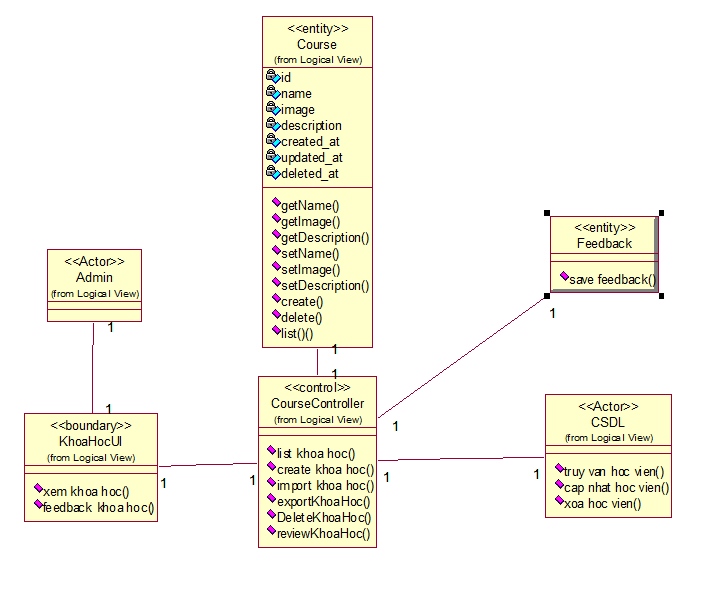 <<entity>>
Course
(from Logical View)
id
name
image
description
created_at
updated_at
deleted_at
getName()
getImage()
getDescription()
setName()
setImage()
setDescription()
create()
delete()
list()()
1
<<entity>>
Feedback
save feedback()
1
<<Actor>>
Admin
(from Logical View)
1
1
<<boundary>>
KhoaHocUI
(from Logical View)
xem khoa hoc()
feedback khoa hoc()
1
1
<<control>>
CourseController
(from Logical View)
list khoa hoc()
create khoa hoc()
import khoa hoc()
exportKhoaHoc()
DeleteKhoaHoc()
reviewKhoaHoc()
1
1
1
<<Actor>>
CSDL
(from Logical View)
truy van hoc vien()
cap nhat hoc vien()
xoa hoc vien()
1